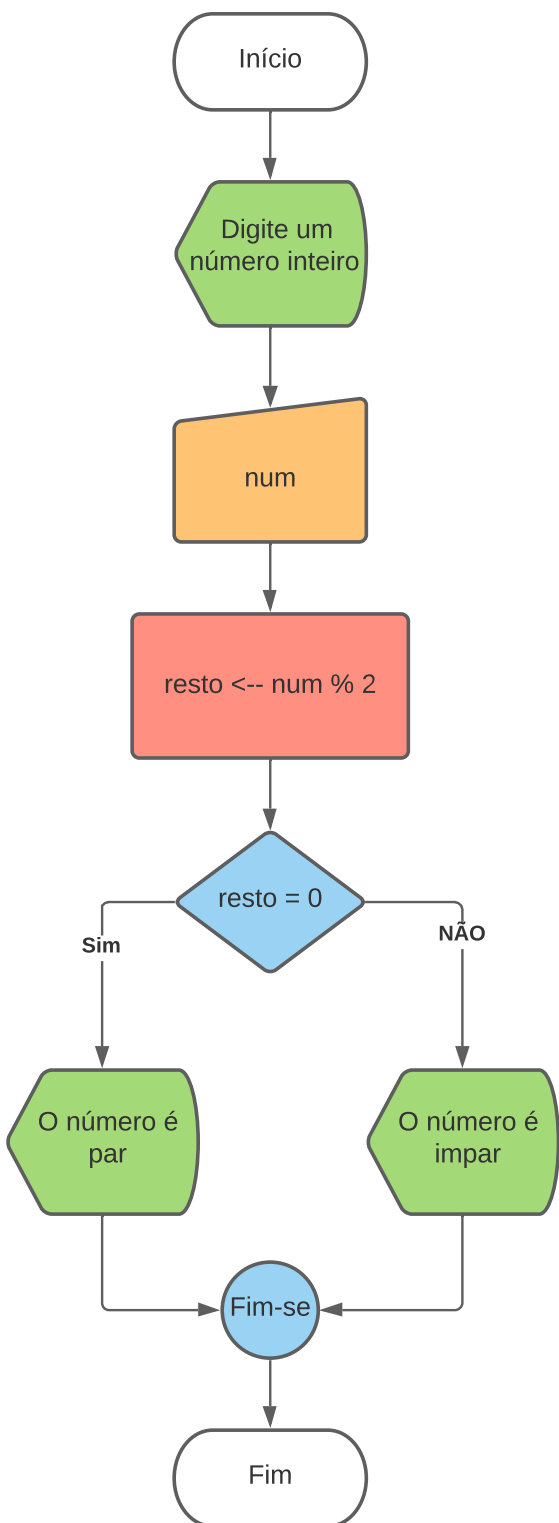 Início
Digite um
número inteiro
num
resto <-- num % 2
resto = 0
Sim
NÃO
O número é
par
O número é
impar
Fim-se
Fim